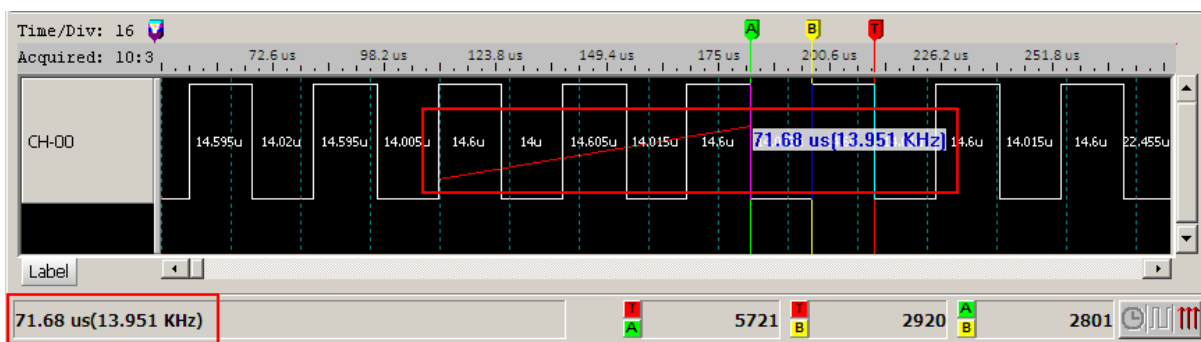 Time/Div: 16
A B T
Acquired: 10:3 72.6 us 98.2 us 123.8 us 149.4 us 175 us 200.6 us 226.2 us 251.8 us
CH-00 14.595u 14.02u 14.595u 14.005u 14.6u 14u 14.605u 14.015u 14.6u 71.68 us(13.951 KHz) 14.6u 14.015u 14.6u 22.455u
Label
71.68 us(13.951 KHz) T A 5721 T B 2920 A B 2801